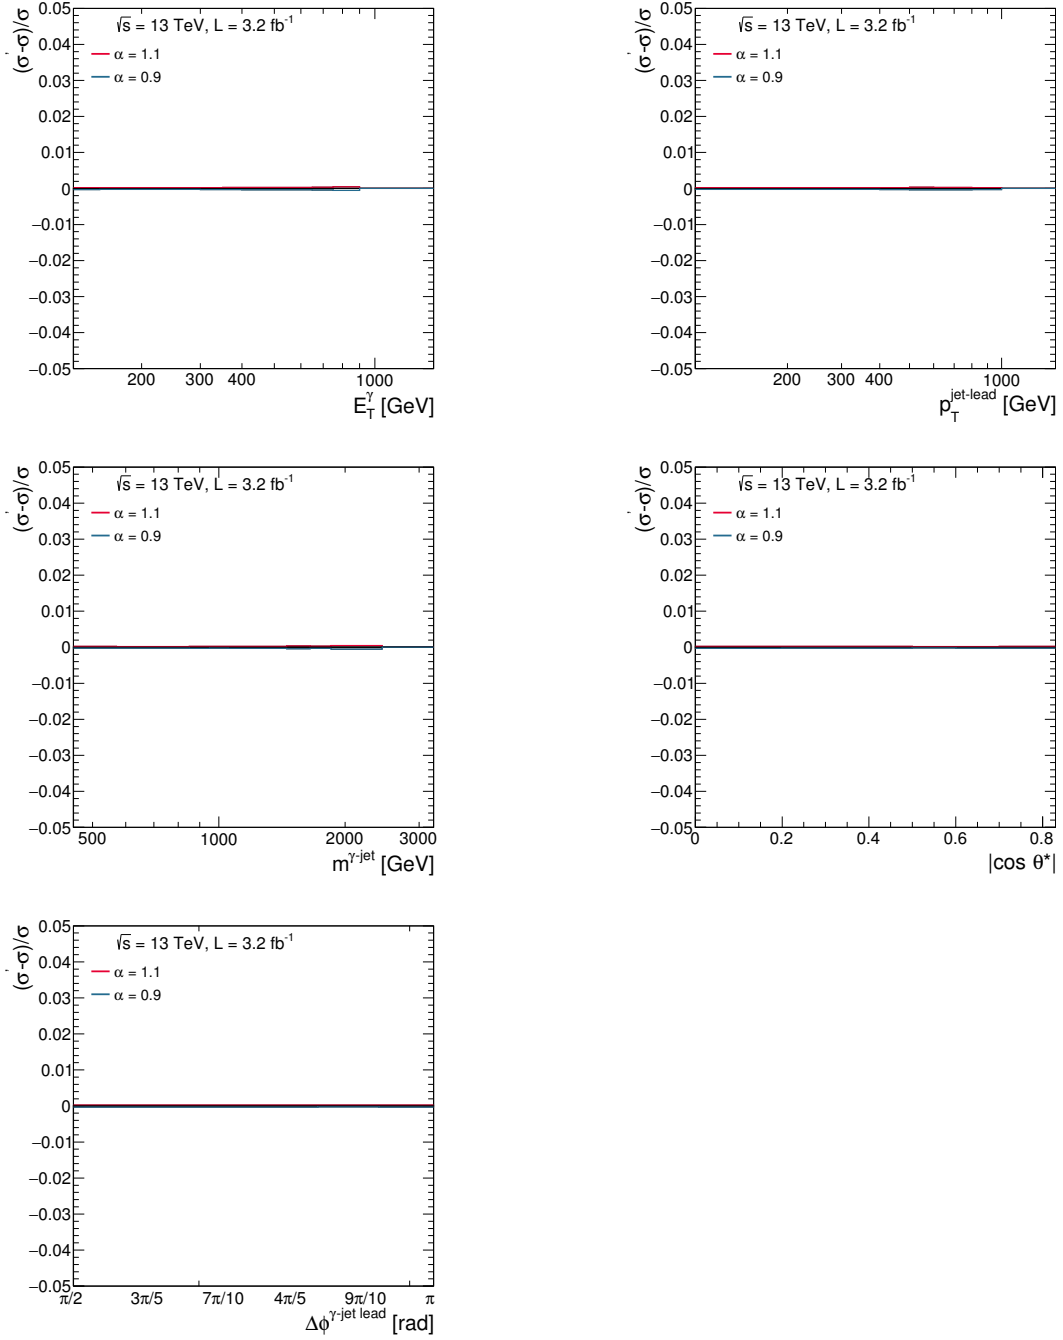 (σ'-σ)/σ
√s = 13 TeV, L = 3.2 fb⁻¹
α = 1.1
α = 0.9
0.05
0.04
0.03
0.02
0.01
0
−0.01
−0.02
−0.03
−0.04
−0.05
200 300 400 1000
E_T^γ [GeV]
(σ'-σ)/σ
√s = 13 TeV, L = 3.2 fb⁻¹
α = 1.1
α = 0.9
0.05
0.04
0.03
0.02
0.01
0
−0.01
−0.02
−0.03
−0.04
−0.05
200 300 400 1000
p_T^jet-lead [GeV]
(σ'-σ)/σ
√s = 13 TeV, L = 3.2 fb⁻¹
α = 1.1
α = 0.9
0.05
0.04
0.03
0.02
0.01
0
−0.01
−0.02
−0.03
−0.04
−0.05
500 1000 2000 3000
m^γ-jet [GeV]
(σ'-σ)/σ
√s = 13 TeV, L = 3.2 fb⁻¹
α = 1.1
α = 0.9
0.05
0.04
0.03
0.02
0.01
0
−0.01
−0.02
−0.03
−0.04
−0.05
0 0.2 0.4 0.6 0.8
|cos θ*|
(σ'-σ)/σ
√s = 13 TeV, L = 3.2 fb⁻¹
α = 1.1
α = 0.9
0.05
0.04
0.03
0.02
0.01
0
−0.01
−0.02
−0.03
−0.04
−0.05
π/2 3π/5 7π/10 4π/5 9π/10 π
Δϕ^γ-jet lead [rad]